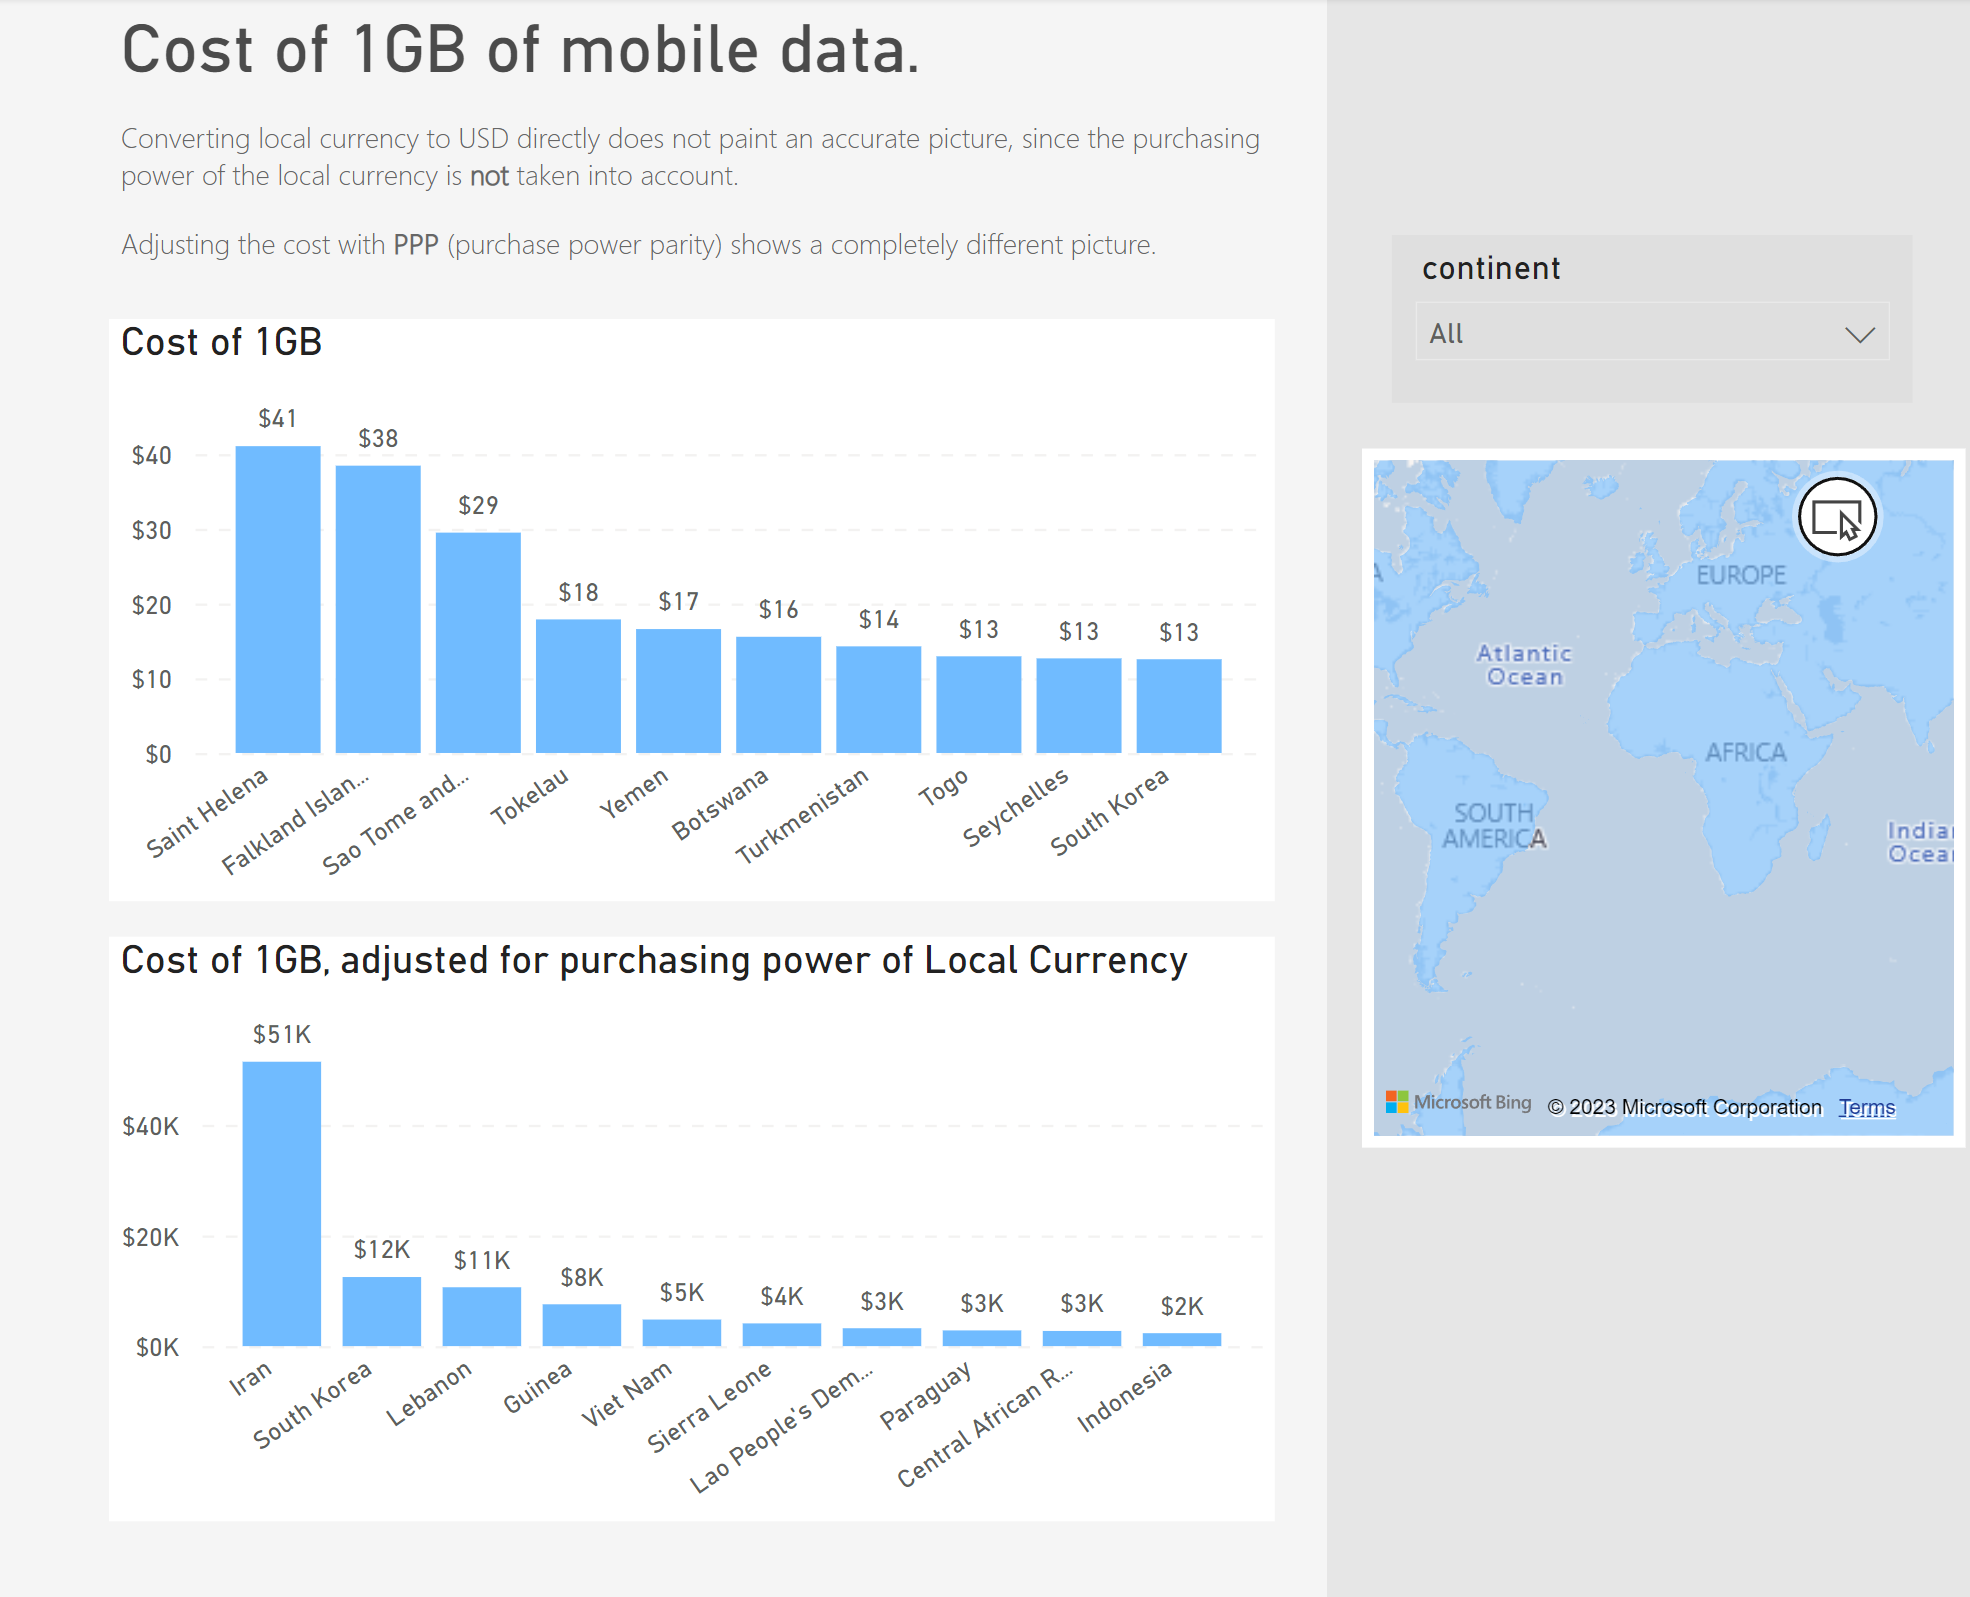 Cost of 1GB of mobile data.
Converting local currency to USD directly does not paint an accurate picture, since the purchasing
power of the local currency is not taken into account.
Adjusting the cost with PPP (purchase power parity) shows a completely different picture.
Cost of 1GB
$41
$38
$29
$18
$17
$16
$14
$13
$13
$13
$40
$30
$20
$10
$0
Saint Helena
Falkland Islan...
Sao Tome and...
Tokelau
Yemen
Botswana
Turkmenistan
Togo
Seychelles
South Korea
Cost of 1GB, adjusted for purchasing power of Local Currency
$51K
$12K
$11K
$8K
$5K
$4K
$3K
$3K
$3K
$2K
$40K
$20K
$0K
Iran
South Korea
Lebanon
Guinea
Viet Nam
Sierra Leone
Lao People's Dem...
Paraguay
Central African R...
Indonesia
continent
All
A
EUROPE
Atlantic
Ocean
AFRICA
SOUTH
AMERICA
India
Ocea
Microsoft Bing © 2023 Microsoft Corporation Terms